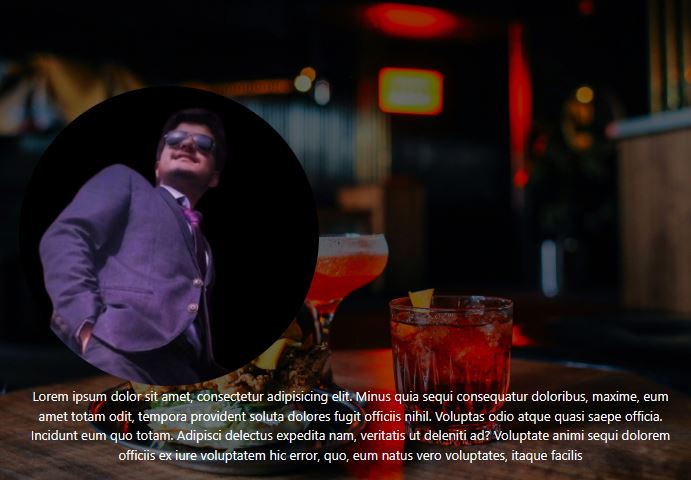 Lorem ipsum dolor sit amet, consectetur adipisicing elit. Minus quia sequi consequatur doloribus, maxime, eum
amet totam odit, tempora provident soluta dolores fugit officiis nihil. Voluptas odio atque quasi saepe officia.
Incidunt eum quo totam. Adipisci delectus expedita nam, veritatis ut deleniti ad? Voluptate animi sequi dolorem
officiis ex iure voluptatem hic error, quo, eum natus vero voluptates, itaque facilis